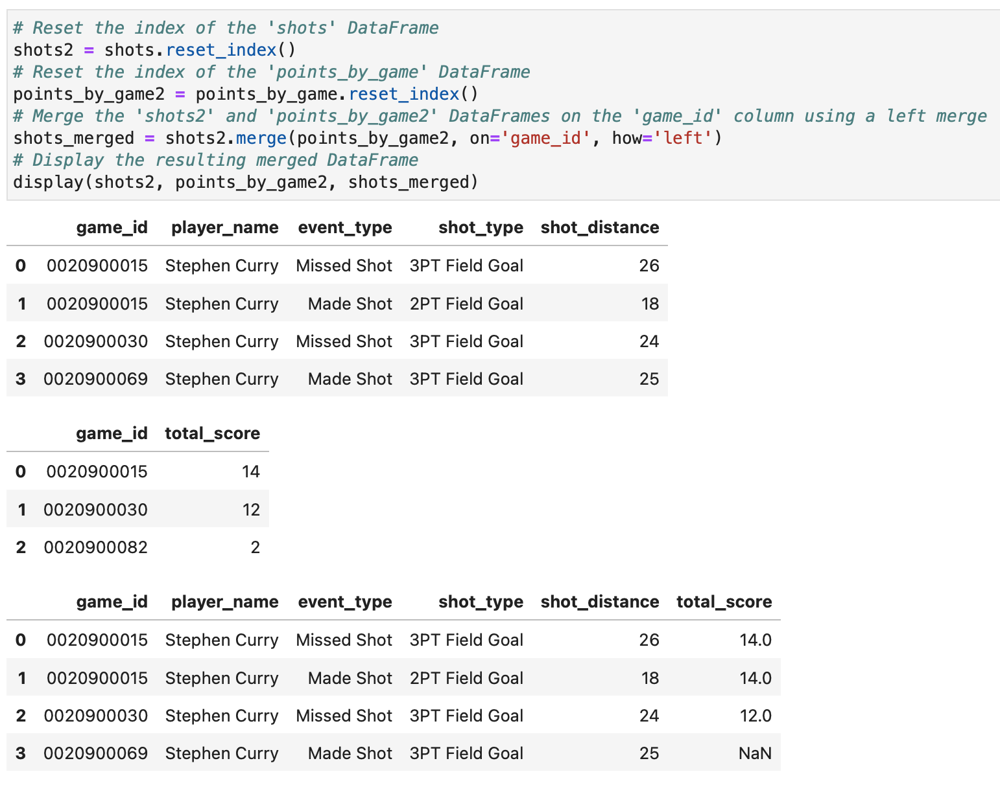 # Reset the index of the 'shots' DataFrame
shots2 = shots.reset_index()
# Reset the index of the 'points_by_game' DataFrame
points_by_game2 = points_by_game.reset_index()
# Merge the 'shots2' and 'points_by_game2' DataFrames on the 'game_id' column using a left merge
shots_merged = shots2.merge(points_by_game2, on='game_id', how='left')
# Display the resulting merged DataFrame
display(shots2, points_by_game2, shots_merged)
game_id player_name event_type shot_type shot_distance
0 0020900015 Stephen Curry Missed Shot 3PT Field Goal 26
1 0020900015 Stephen Curry Made Shot 2PT Field Goal 18
2 0020900030 Stephen Curry Missed Shot 3PT Field Goal 24
3 0020900069 Stephen Curry Made Shot 3PT Field Goal 25
game_id total_score
0 0020900015 14
1 0020900030 12
2 0020900082 2
game_id player_name event_type shot_type shot_distance total_score
0 0020900015 Stephen Curry Missed Shot 3PT Field Goal 26 14.0
1 0020900015 Stephen Curry Made Shot 2PT Field Goal 18 14.0
2 0020900030 Stephen Curry Missed Shot 3PT Field Goal 24 12.0
3 0020900069 Stephen Curry Made Shot 3PT Field Goal 25 NaN